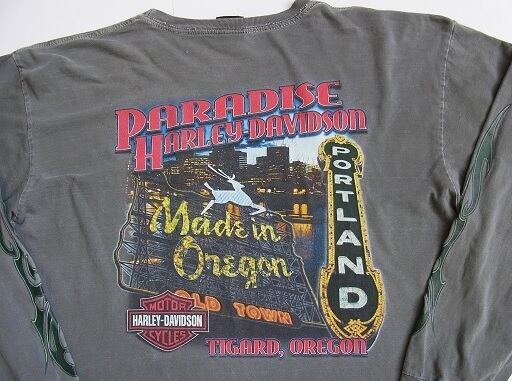 PARADISE
HARLEY-DAVIDSON
PORTLAND
Made in
Oregon
OLD TOWN
MOTOR
HARLEY-DAVIDSON
CYCLES
TIGARD, OREGON